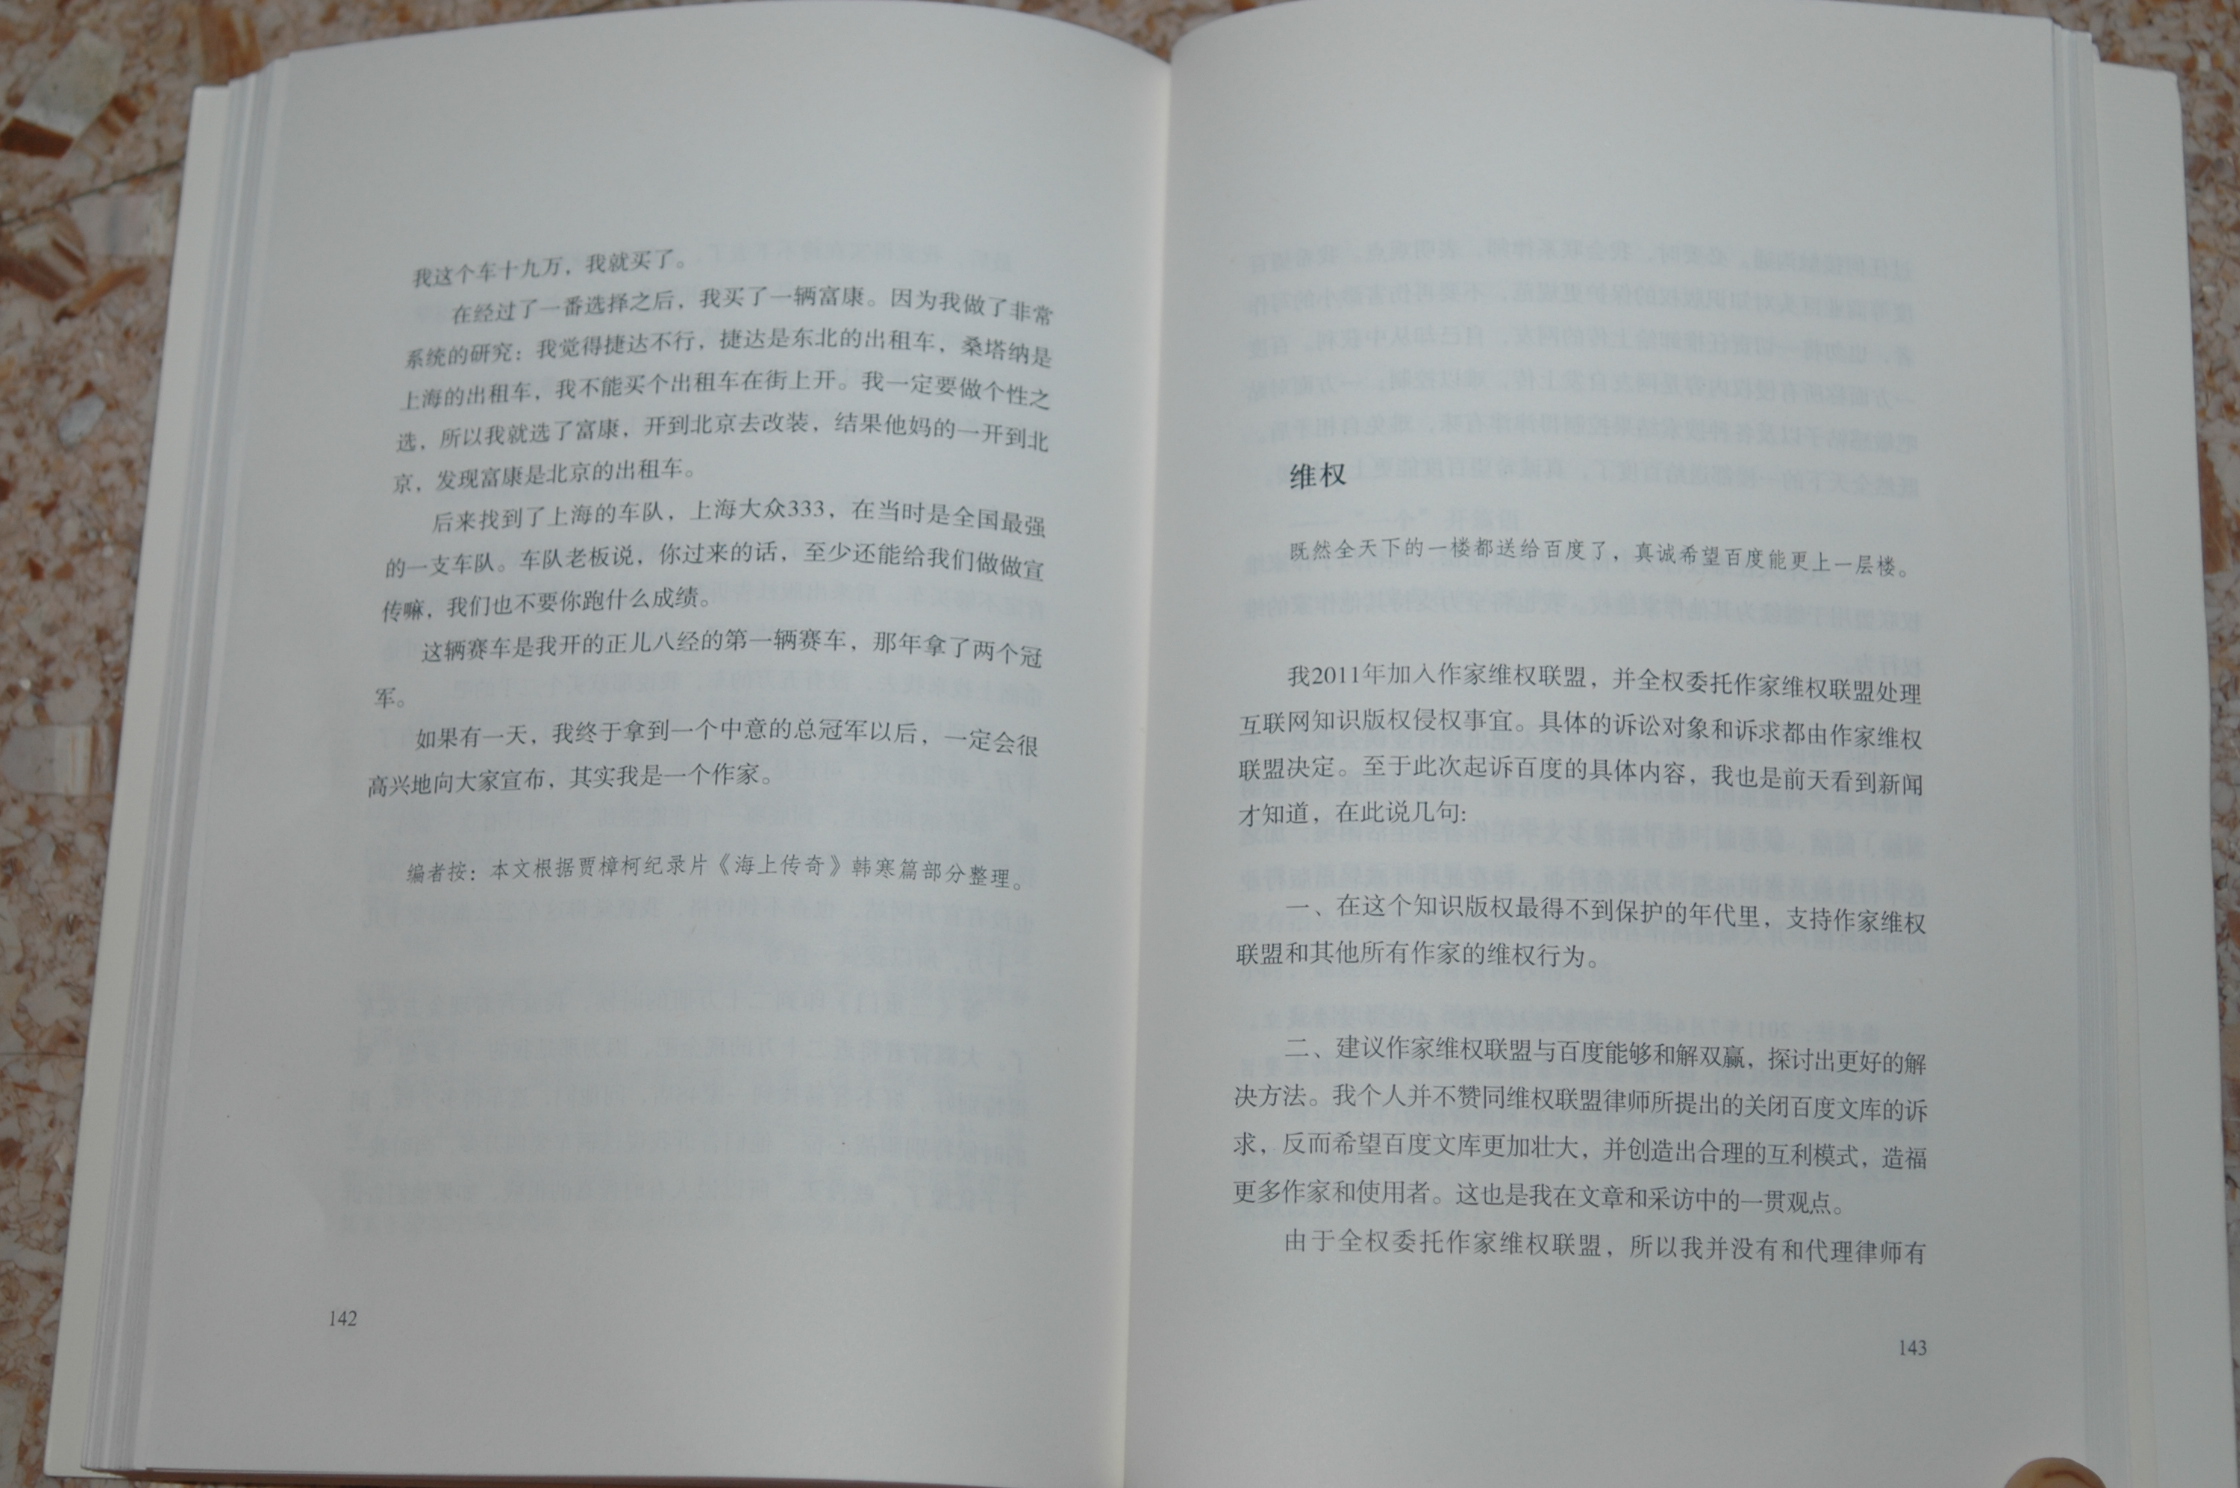 我这个车十九万，我就买了。
在经过了一番选择之后，我买了一辆富康。因为我做了非常
系统的研究：我觉得捷达不行，捷达是东北的出租车，桑塔纳是
上海的出租车，我不能买个出租车在街上开。我一定要做个性之
选，所以我就选了富康，开到北京去改装，结果他妈的一开到北
京，发现富康是北京的出租车。
后来找到了上海的车队，上海大众333，在当时是全国最强
的一支车队。车队老板说，你过来的话，至少还能给我们做做宣
传嘛，我们也不要你跑什么成绩。
这辆赛车是我开的正儿八经的第一辆赛车，那年拿了两个冠
军。
如果有一天，我终于拿到一个中意的总冠军以后，一定会很
高兴地向大家宣布，其实我是一个作家。
编者按：本文根据贾樟柯纪录片《海上传奇》韩寒篇部分整理。
142
维权
既然全天下的一楼都送给百度了，真诚希望百度能更上一层楼。
我2011年加入作家维权联盟，并全权委托作家维权联盟处理
互联网知识版权侵权事宜。具体的诉讼对象和诉求都由作家维权
联盟决定。至于此次起诉百度的具体内容，我也是前天看到新闻
才知道，在此说几句:
一、在这个知识版权最得不到保护的年代里，支持作家维权
联盟和其他所有作家的维权行为。
二、建议作家维权联盟与百度能够和解双赢，探讨出更好的解
决方法。我个人并不赞同维权联盟律师所提出的关闭百度文库的诉
求，反而希望百度文库更加壮大，并创造出合理的互利模式，造福
更多作家和使用者。这也是我在文章和采访中的一贯观点。
由于全权委托作家维权联盟，所以我并没有和代理律师有
143